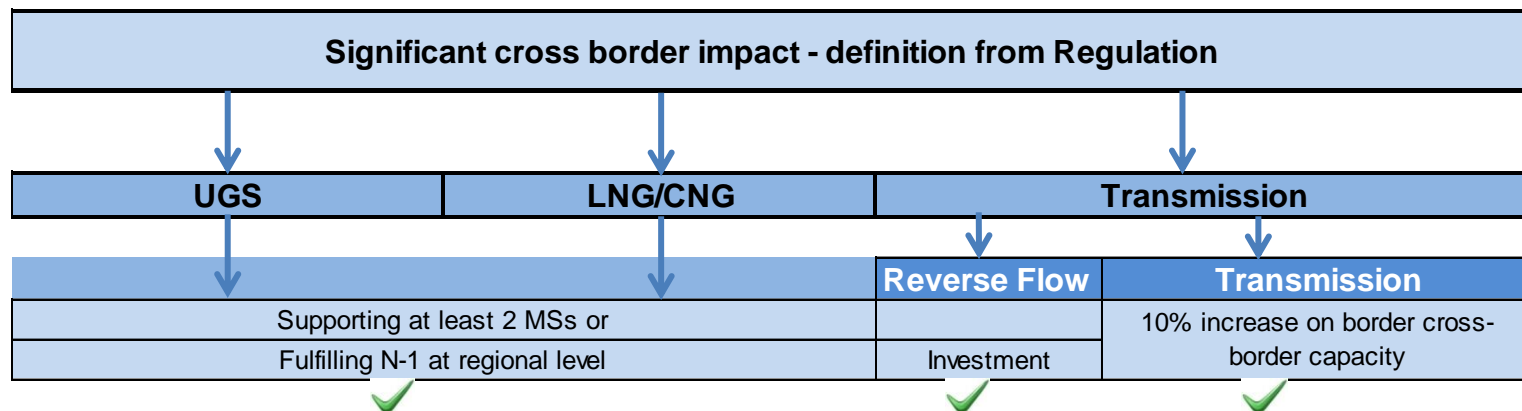 Significant cross border impact - definition from Regulation
UGS
LNG/CNG
Transmission
Reverse Flow
Transmission
Supporting at least 2 MSs or
Fulfilling N-1 at regional level
Investment
10% increase on border cross-
border capacity